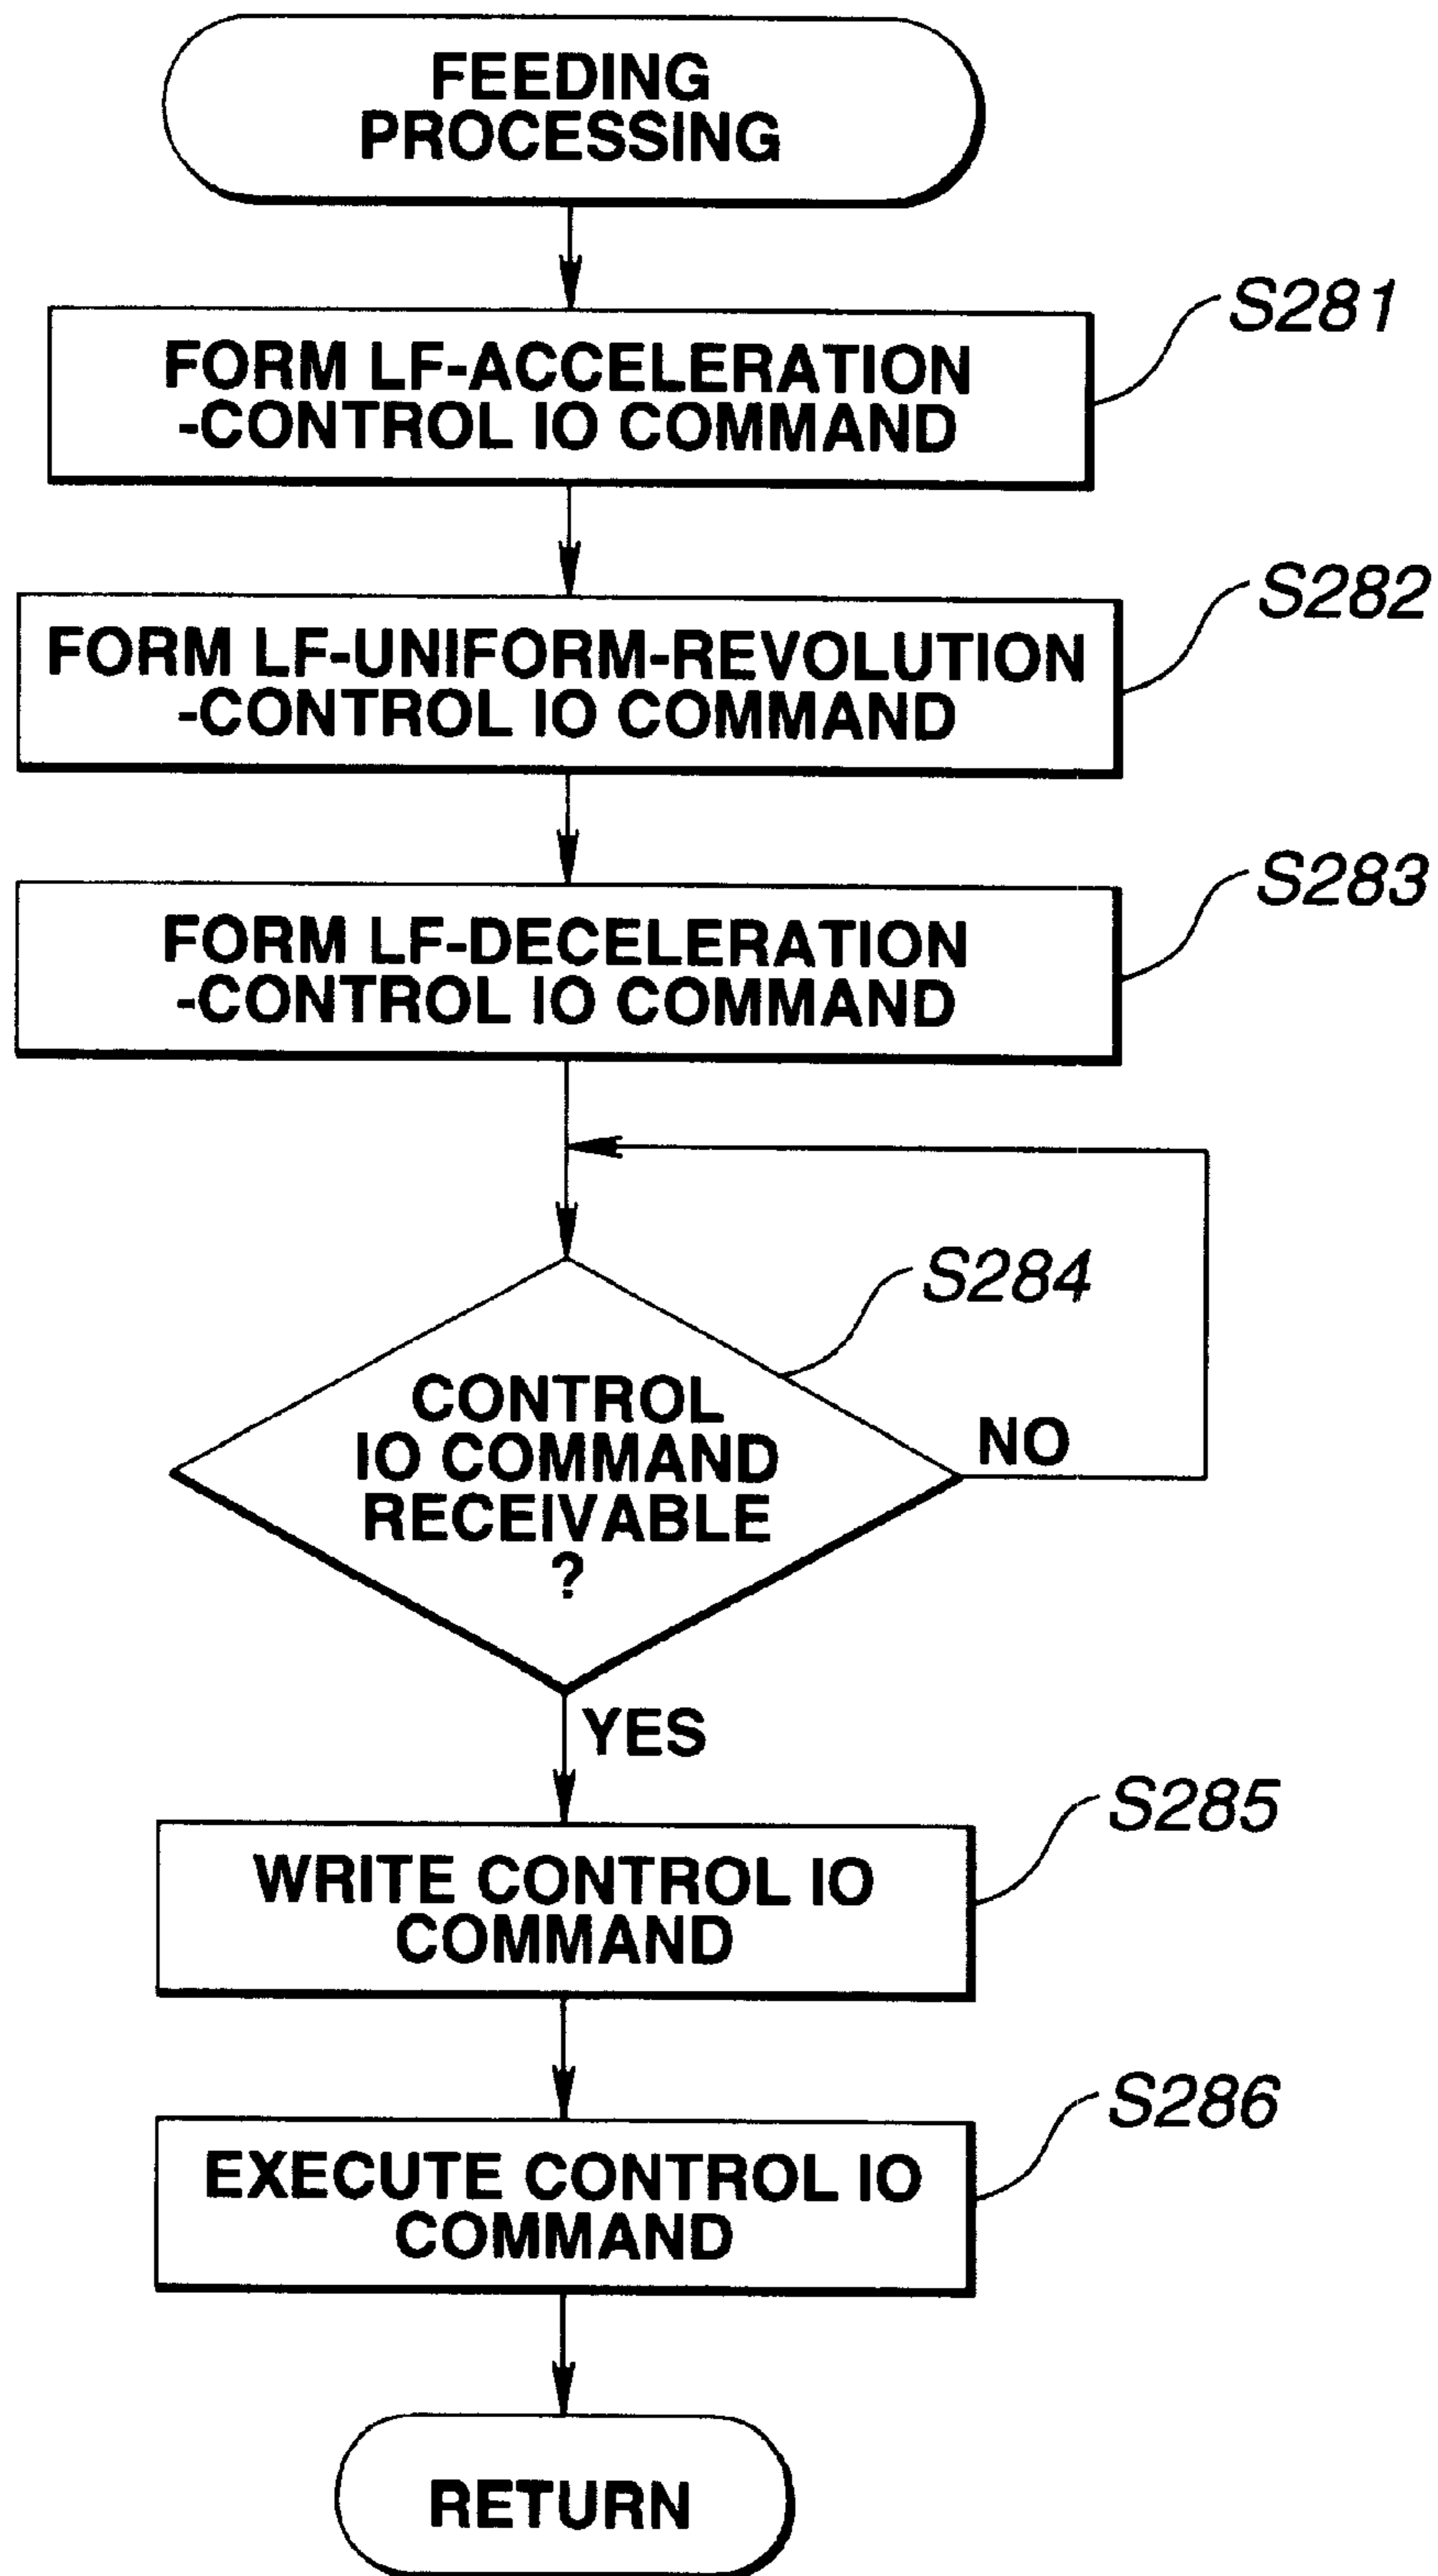 FEEDING
PROCESSING
S281
FORM LF-ACCELERATION
-CONTROL IO COMMAND
S282
FORM LF-UNIFORM-REVOLUTION
-CONTROL IO COMMAND
S283
FORM LF-DECELERATION
-CONTROL IO COMMAND
S284
CONTROL
IO COMMAND
RECEIVABLE
?
NO
YES
S285
WRITE CONTROL IO
COMMAND
S286
EXECUTE CONTROL IO
COMMAND
RETURN